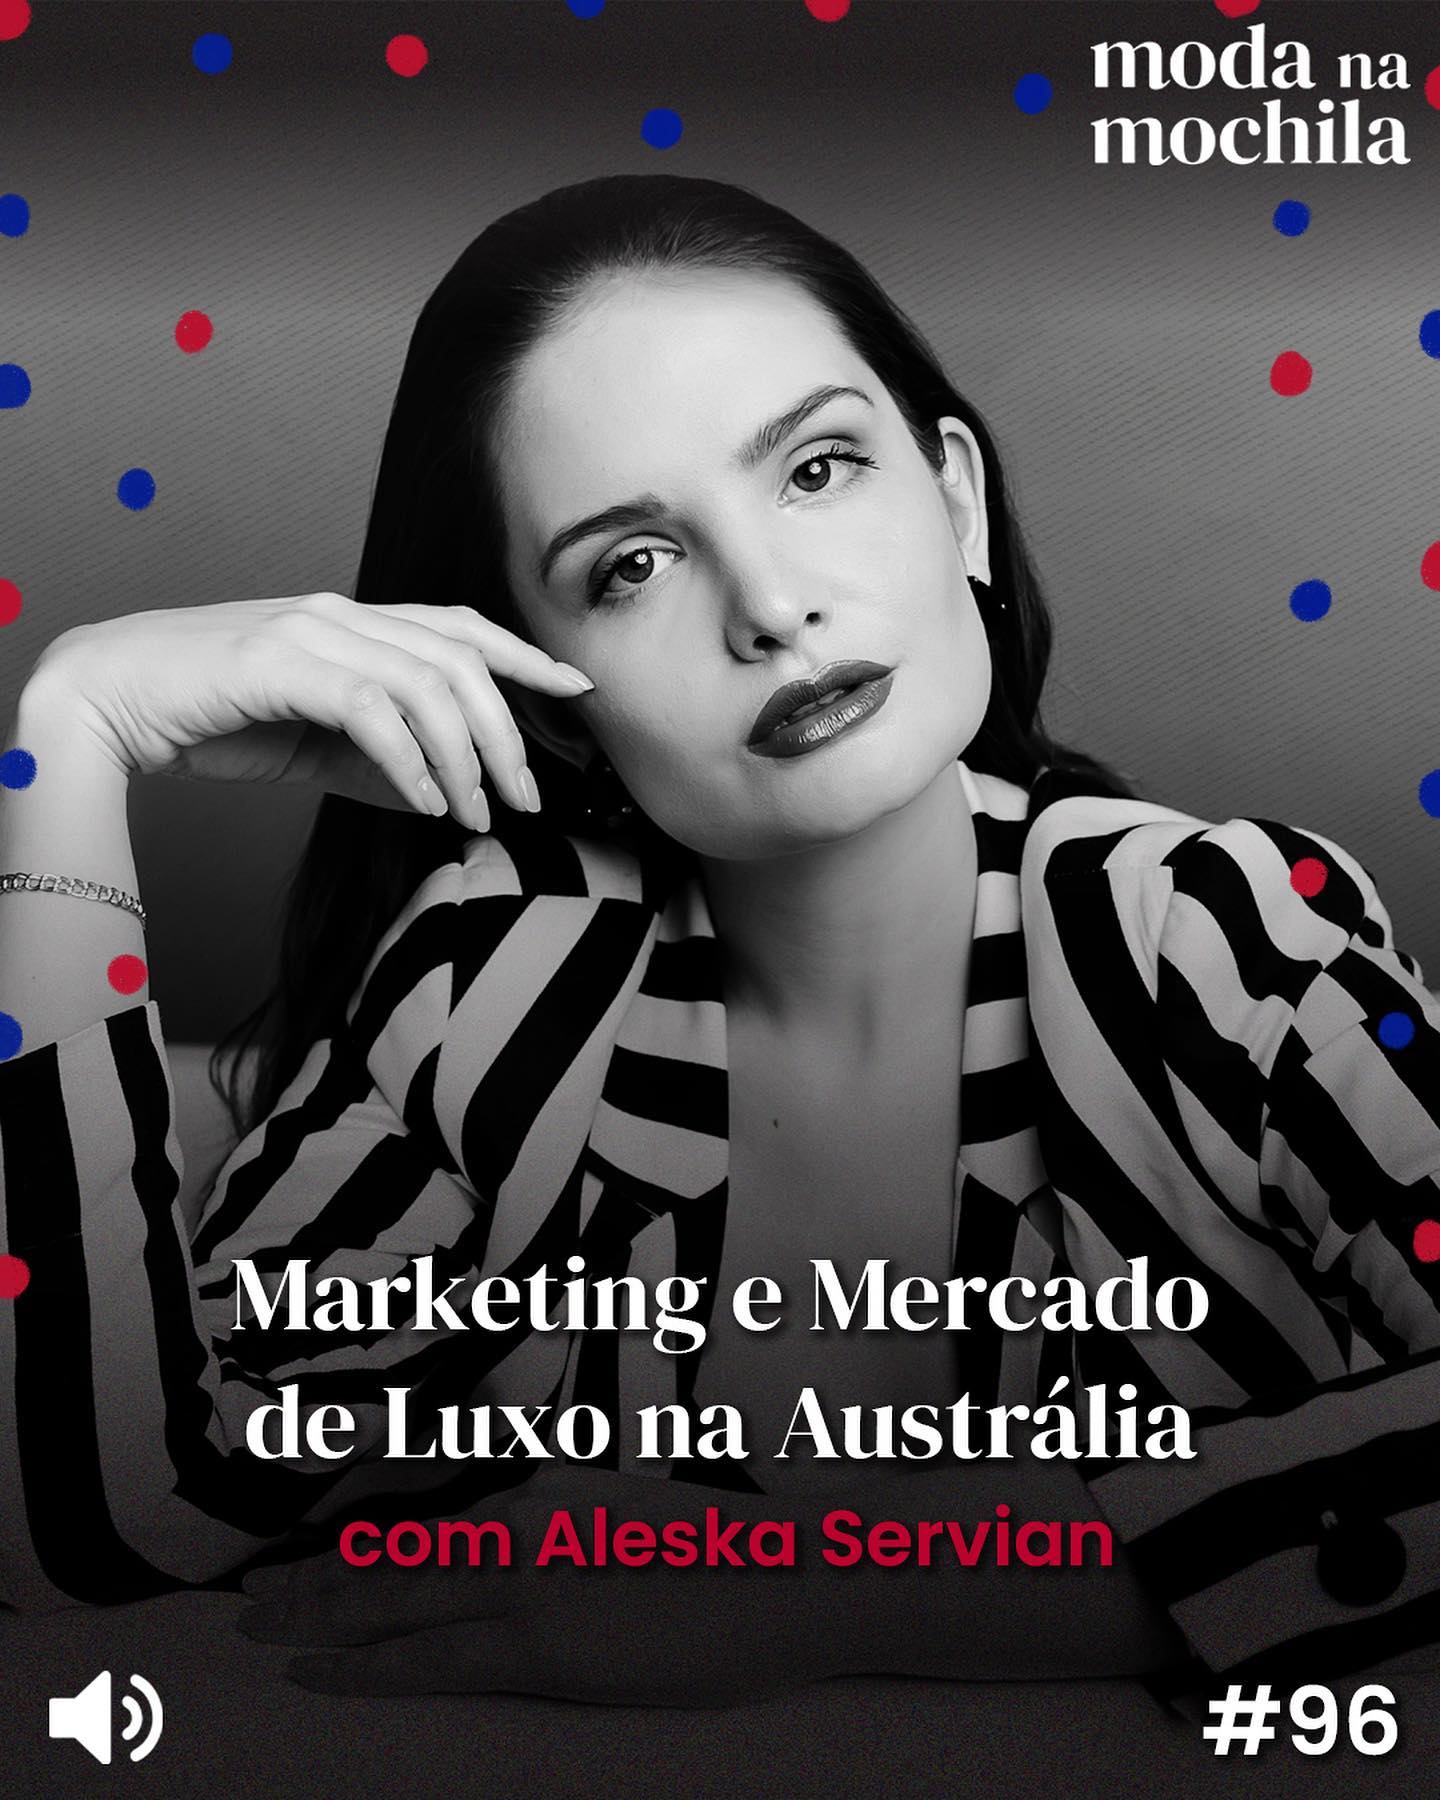 moda na
mochila
Marketing e Mercado
de Luxo na Austrália
com Aleska Servian
#96